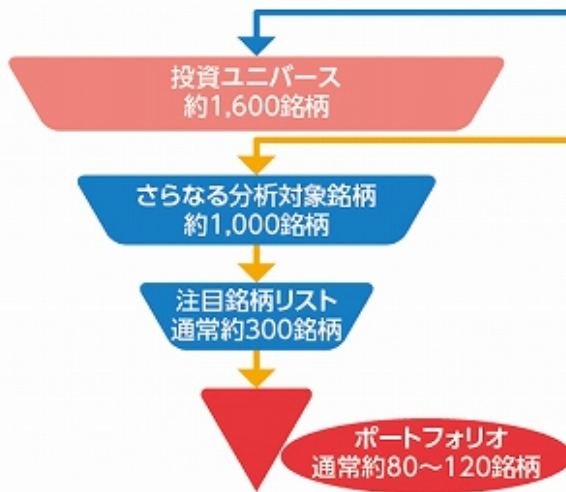 投資ユニバース
約1,600銘柄
さらなる分析対象銘柄
約1,000銘柄
注目銘柄リスト
通常約300銘柄
ポートフォリオ
通常約80～120銘柄